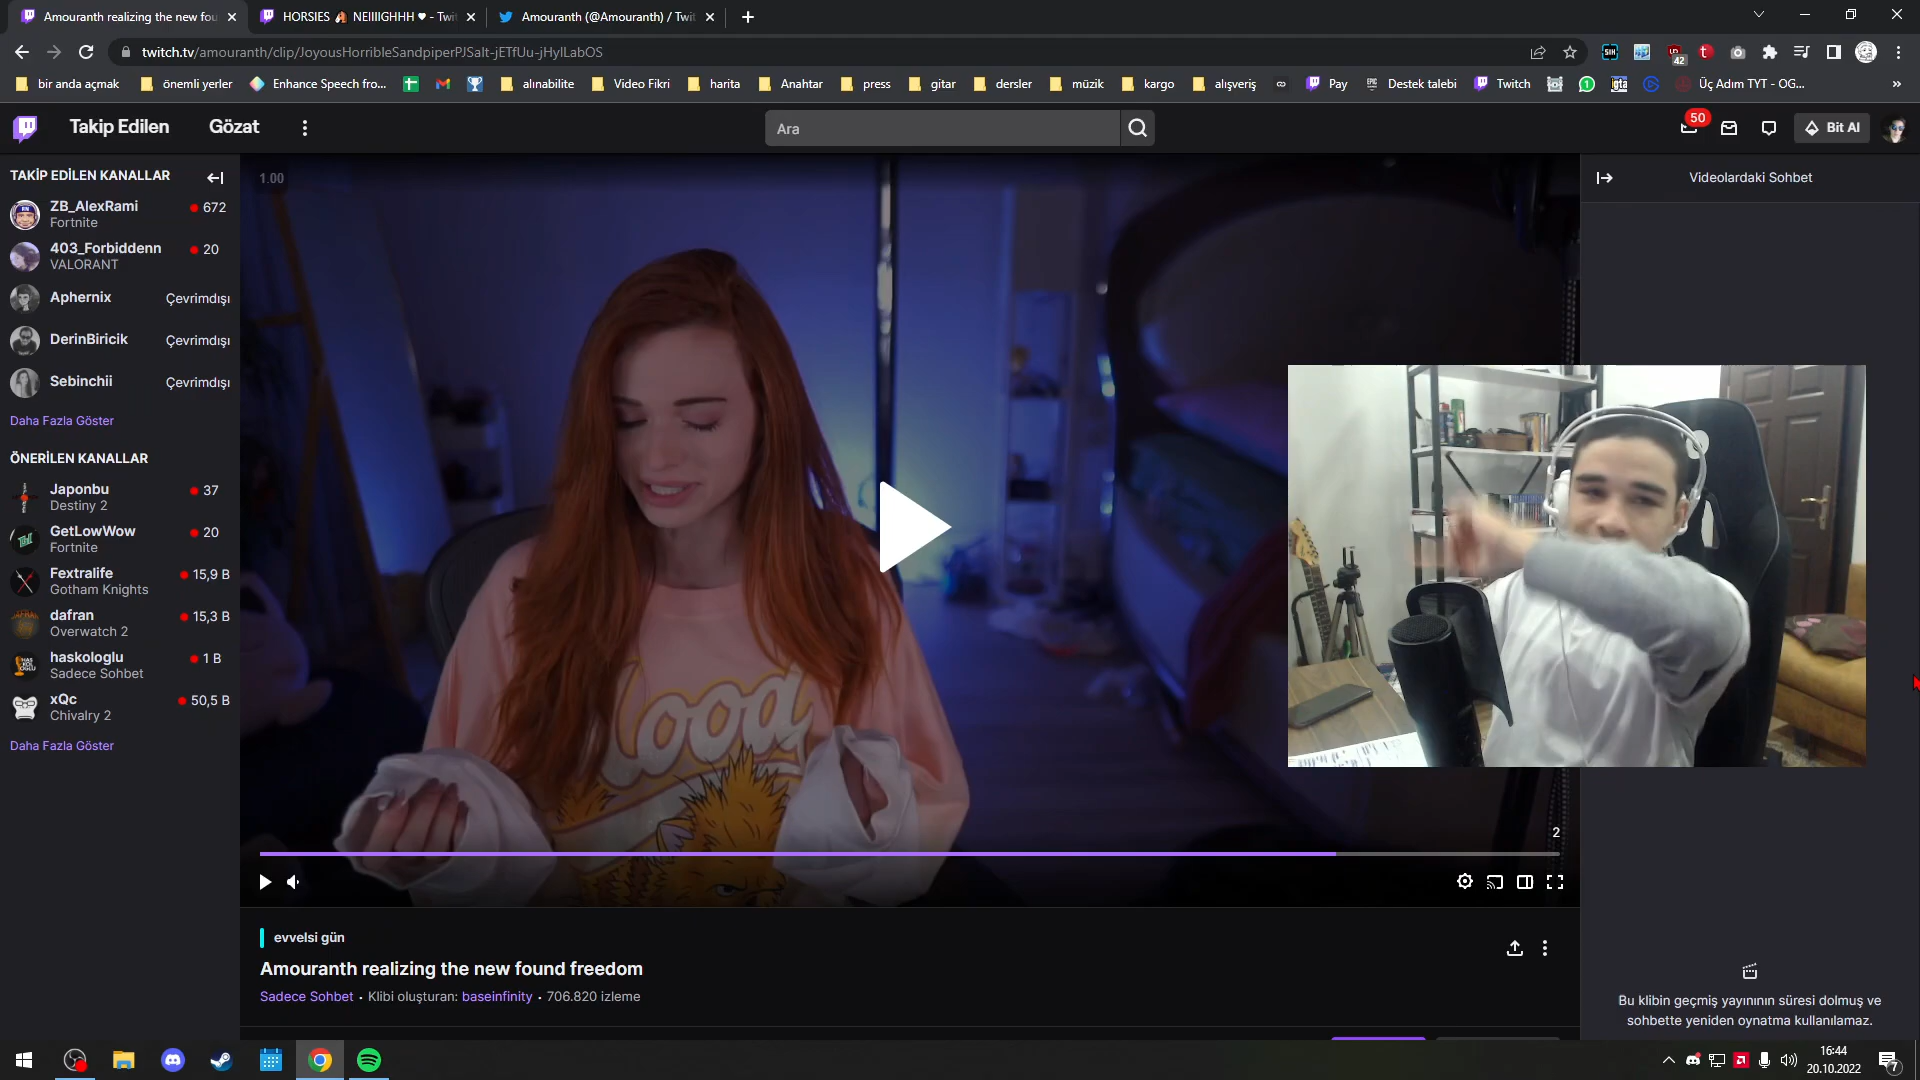 Amouranth realizing the new fou
HORSIES 🐴 NEIIIIGHHH ♥ - Twit
Amouranth (@Amouranth) / Twit
twitch.tv/amouranth/clip/JoyousHorribleSandpiperPJSalt-jETfUu-jHylLabOS
42
bir anda açmak
önemli yerler
Enhance Speech fro...
alınabilite
Video Fikri
harita
Anahtar
press
gitar
dersler
müzik
kargo
alışveriş
Pay
Destek talebi
Twitch
Üç Adım TYT - OG...
»
Takip Edilen
Gözat
Ara
50
Bit Al
TAKİP EDİLEN KANALLAR
ZB_AlexRami
672
Fortnite
403_Forbiddenn
20
VALORANT
Aphernix
Çevrimdışı
DerinBiricik
Çevrimdışı
Sebinchii
Çevrimdışı
Daha Fazla Göster
ÖNERİLEN KANALLAR
Japonbu
37
Destiny 2
GetLowWow
20
Fortnite
Fextralife
15,9 B
Gotham Knights
dafran
15,3 B
Overwatch 2
haskologlu
1 B
Sadece Sohbet
xQc
50,5 B
Chivalry 2
Daha Fazla Göster
1.00
2
evvelsi gün
Amouranth realizing the new found freedom
Sadece Sohbet • Klibi oluşturan: baseinfinity • 706.820 izleme
Videolardaki Sohbet
Bu klibin geçmiş yayınının süresi dolmuş ve
sohbette yeniden oynatma kullanılamaz.
16:44
20.10.2022
7